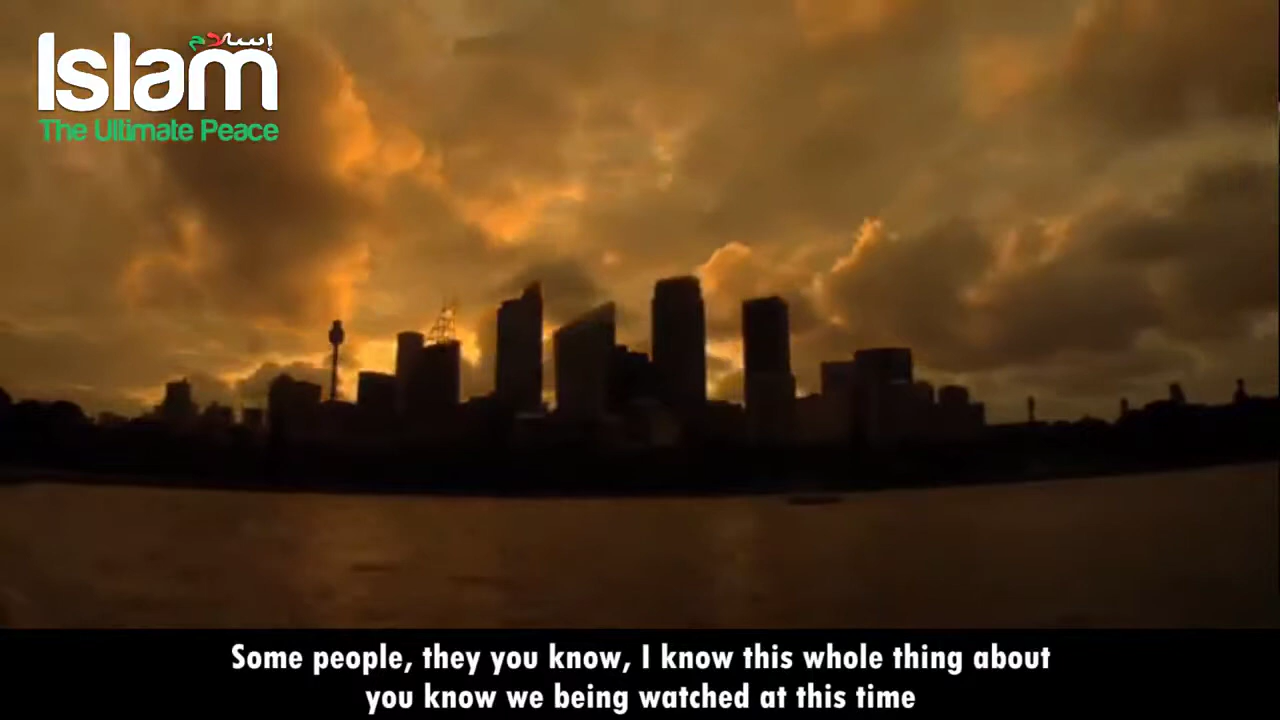 إسلام
Islam
The Ultimate Peace
Some people, they you know, I know this whole thing about
you know we being watched at this time